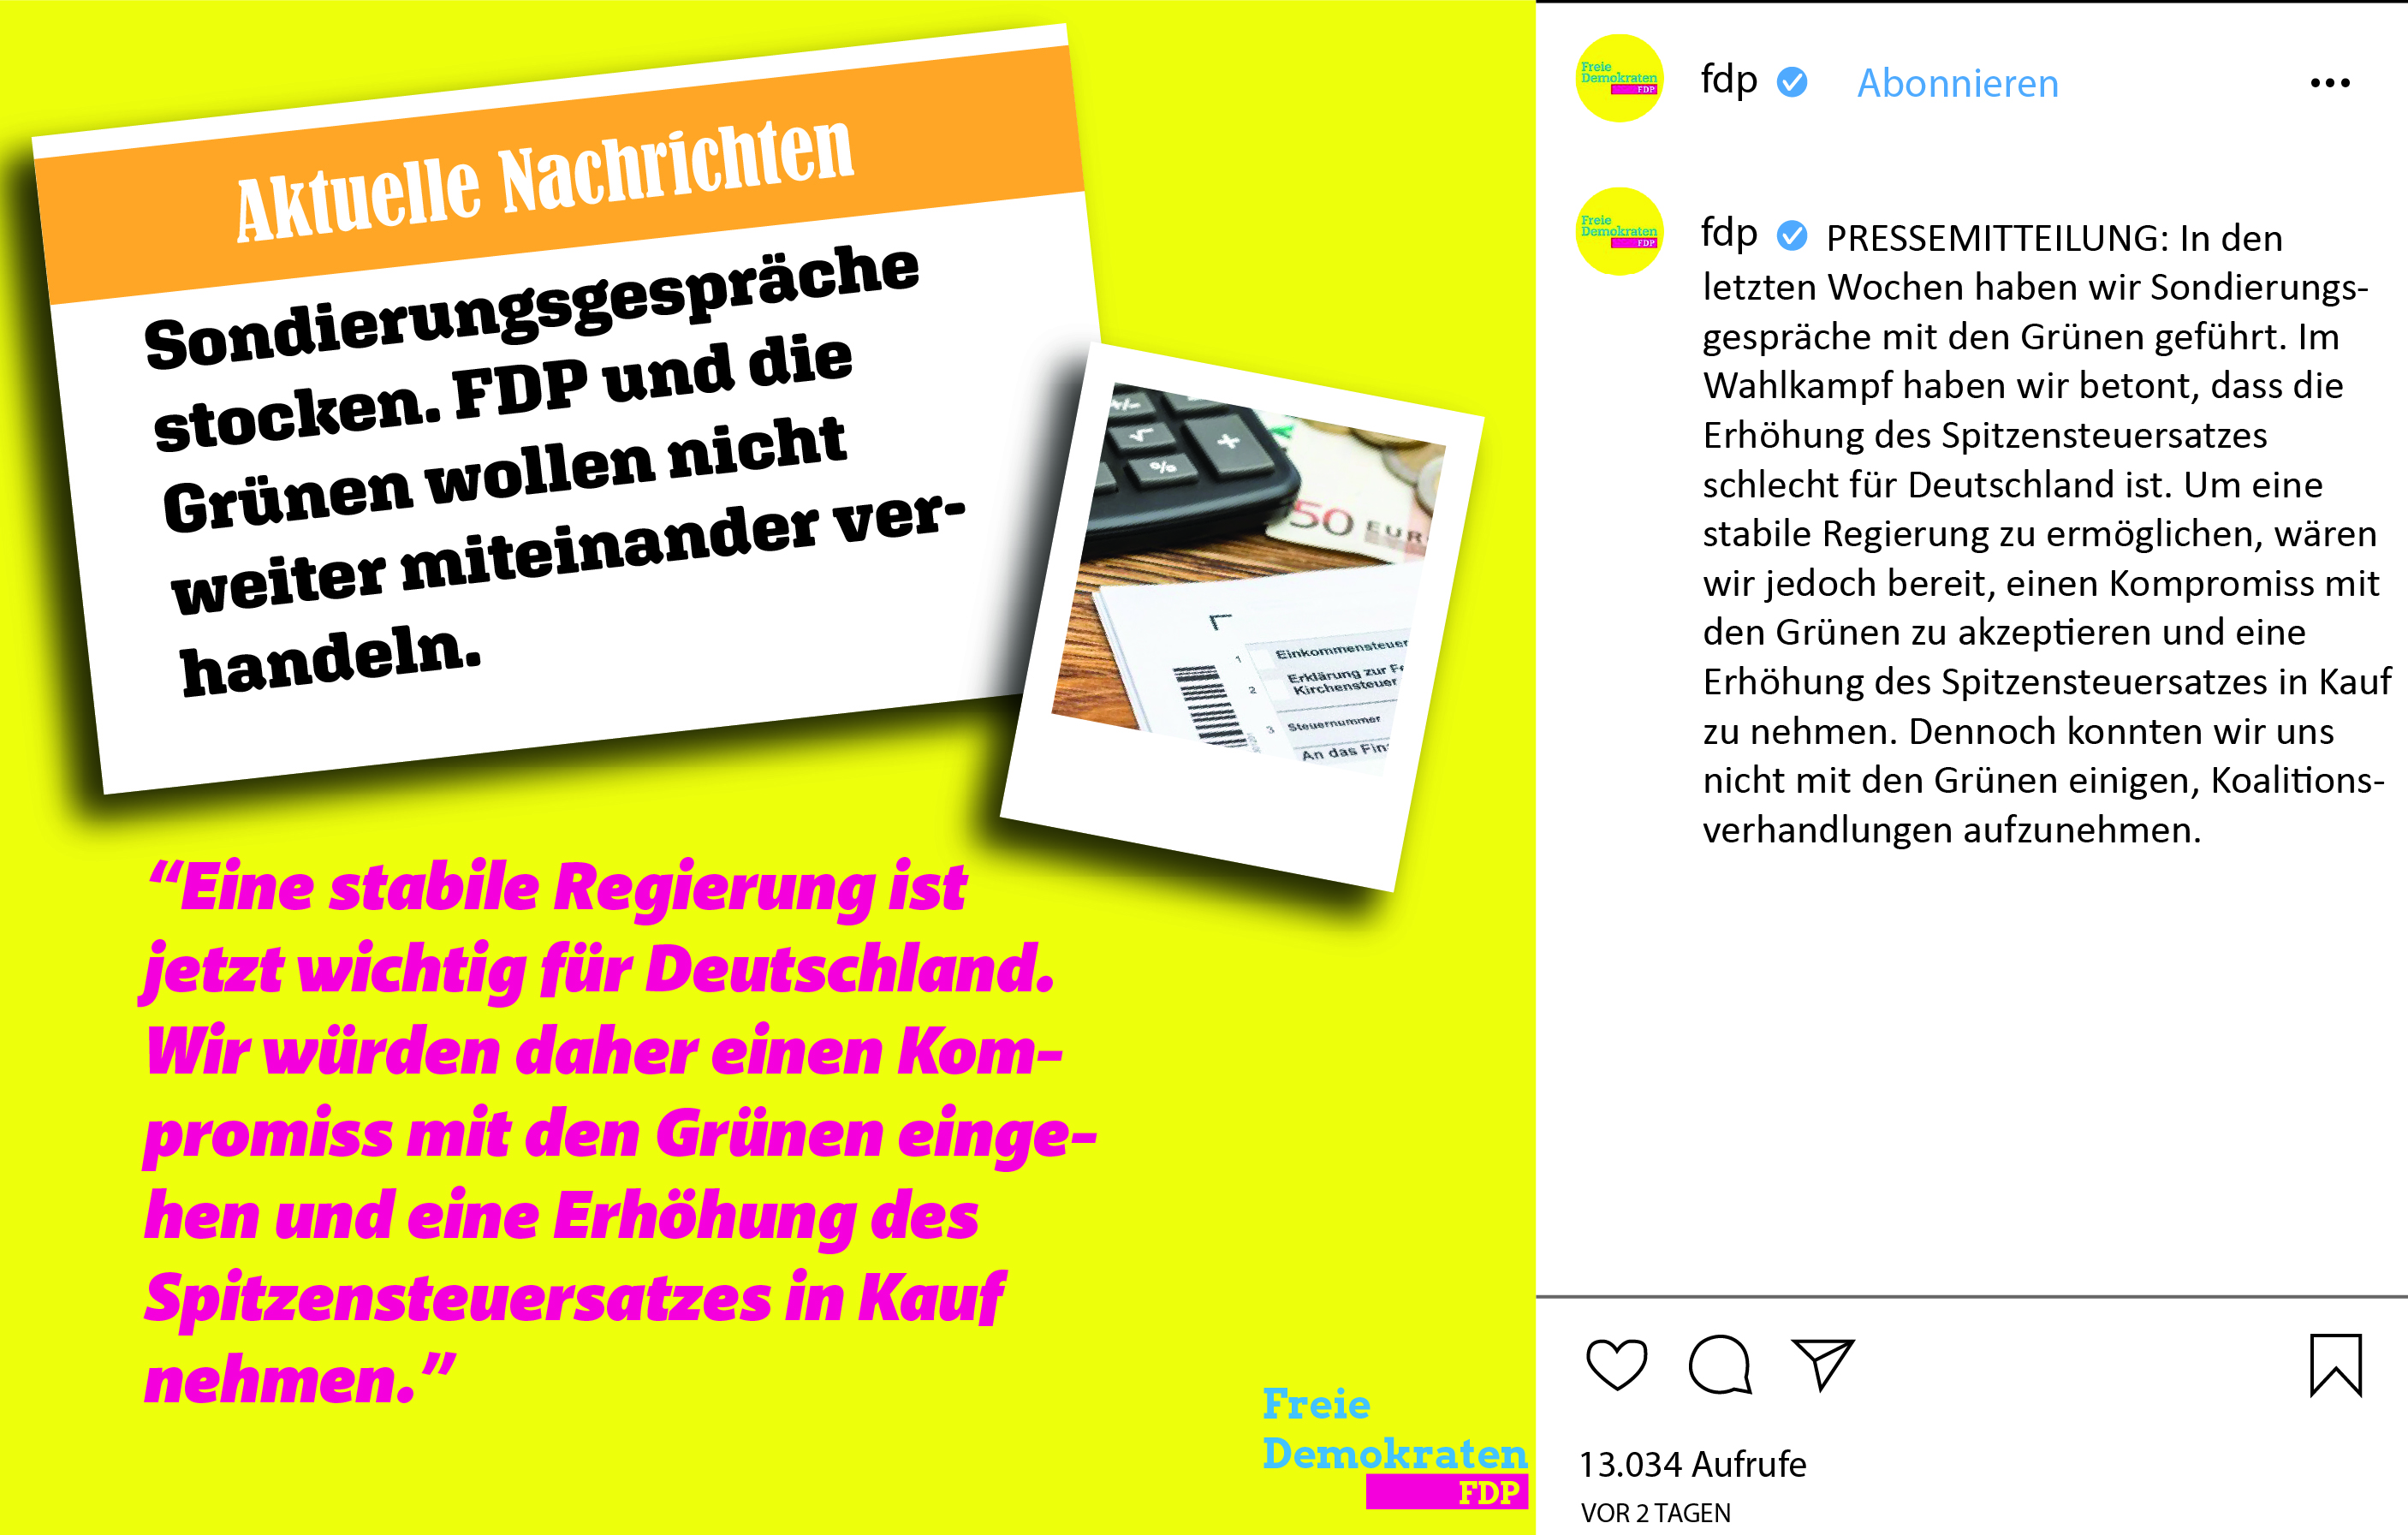 Aktuelle Nachrichten
Sondierungsgespräche
stocken. FDP und die
Grünen wollen nicht
weiter miteinander ver-
handeln.
+/-
√
+
%
50 EUR
1 Einkommensteuer
2 Erklärung zur Fe
Kirchensteuer
3 Steuernummer
An das Fin
“Eine stabile Regierung ist
jetzt wichtig für Deutschland.
Wir würden daher einen Kom-
promiss mit den Grünen einge-
hen und eine Erhöhung des
Spitzensteuersatzes in Kauf
nehmen.”
Freie
Demokraten
FDP
Freie
Demokraten
FDP
fdp Abonnieren
Freie
Demokraten
FDP
fdp PRESSEMITTEILUNG: In den
letzten Wochen haben wir Sondierungs-
gespräche mit den Grünen geführt. Im
Wahlkampf haben wir betont, dass die
Erhöhung des Spitzensteuersatzes
schlecht für Deutschland ist. Um eine
stabile Regierung zu ermöglichen, wären
wir jedoch bereit, einen Kompromiss mit
den Grünen zu akzeptieren und eine
Erhöhung des Spitzensteuersatzes in Kauf
zu nehmen. Dennoch konnten wir uns
nicht mit den Grünen einigen, Koalitions-
verhandlungen aufzunehmen.
13.034 Aufrufe
VOR 2 TAGEN